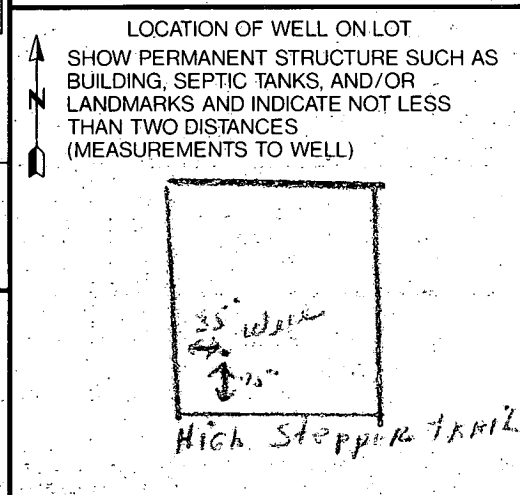 LOCATION OF WELL ON LOT
SHOW PERMANENT STRUCTURE SUCH AS
BUILDING, SEPTIC TANKS, AND/OR
N LANDMARKS AND INDICATE NOT LESS
THAN TWO DISTANCES
(MEASUREMENTS TO WELL)
35' well
High Stepper TRAIL